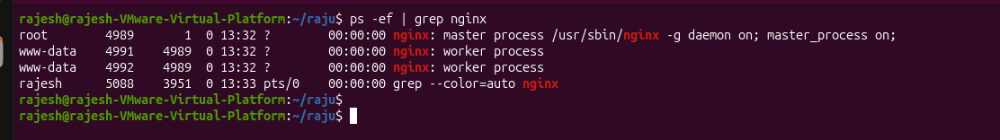 rajesh@rajesh-VMware-Virtual-Platform:~/raju$ ps -ef | grep nginx
root        4989       1  0 13:32 ?        00:00:00 nginx: master process /usr/sbin/nginx -g daemon on; master_process on;
www-data    4991    4989  0 13:32 ?        00:00:00 nginx: worker process
www-data    4992    4989  0 13:32 ?        00:00:00 nginx: worker process
rajesh      5088    3951  0 13:33 pts/0    00:00:00 grep --color=auto nginx
rajesh@rajesh-VMware-Virtual-Platform:~/raju$
rajesh@rajesh-VMware-Virtual-Platform:~/raju$